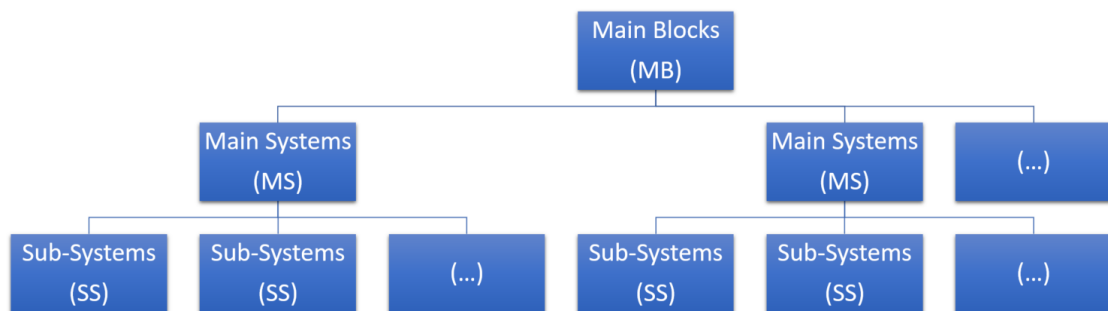 Main Blocks
(MB)
Main Systems
(MS)
Main Systems
(MS)
(...)
Sub-Systems
(SS)
Sub-Systems
(SS)
(...)
Sub-Systems
(SS)
Sub-Systems
(SS)
(...)